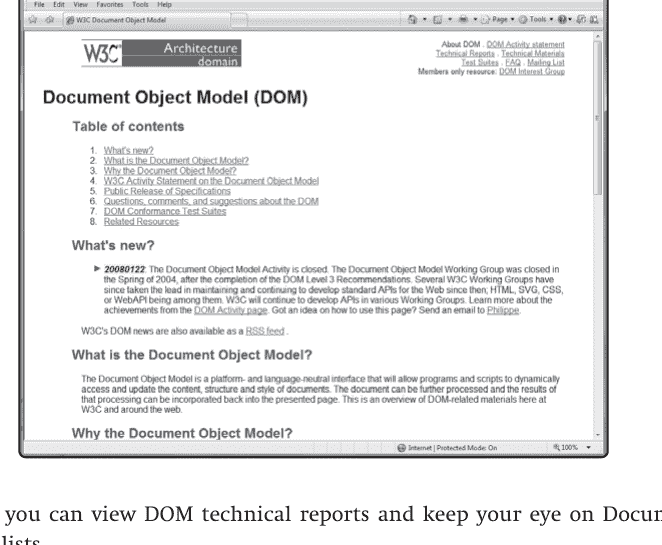 File Edit View Favorites Tools Help
W3C Document Object Model
Page Tools
W3C Architecture domain
About DOM . DOM Activity statement
Technical Reports . Technical Materials
Test Suites . FAQ . Mailing List
Members only resource: DOM Interest Group
Document Object Model (DOM)
Table of contents
1. What's new?
2. What is the Document Object Model?
3. Why the Document Object Model?
4. W3C Activity Statement on the Document Object Model
5. Public Release of Specifications
6. Questions, comments, and suggestions about the DOM
7. DOM Conformance Test Suites
8. Related Resources
What's new?
20080122: The Document Object Model Activity is closed. The Document Object Model Working Group was closed in
the Spring of 2004, after the completion of the DOM Level 3 Recommendations. Several W3C Working Groups have
since taken the lead in maintaining and continuing to develop standard APIs for the Web since then; HTML, SVG, CSS,
or WebAPI being among them. W3C will continue to develop APIs in various Working Groups. Learn more about the
achievements from the DOM Activity page. Got an idea on how to use this page? Send an email to Philippe.
W3C's DOM news are also available as a RSS feed .
What is the Document Object Model?
The Document Object Model is a platform- and language-neutral interface that will allow programs and scripts to dynamically
access and update the content, structure and style of documents. The document can be further processed and the results of
that processing can be incorporated back into the presented page. This is an overview of DOM-related materials here at
W3C and around the web.
Why the Document Object Model?
Internet | Protected Mode: On 100%
you can view DOM technical reports and keep your eye on Docum
lists